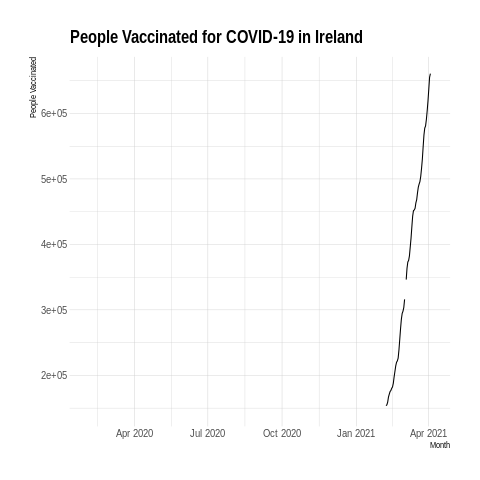 People Vaccinated for COVID-19 in Ireland
People Vaccinated
6e+05
5e+05
4e+05
3e+05
2e+05
Apr 2020 Jul 2020 Oct 2020 Jan 2021 Apr 2021
Month